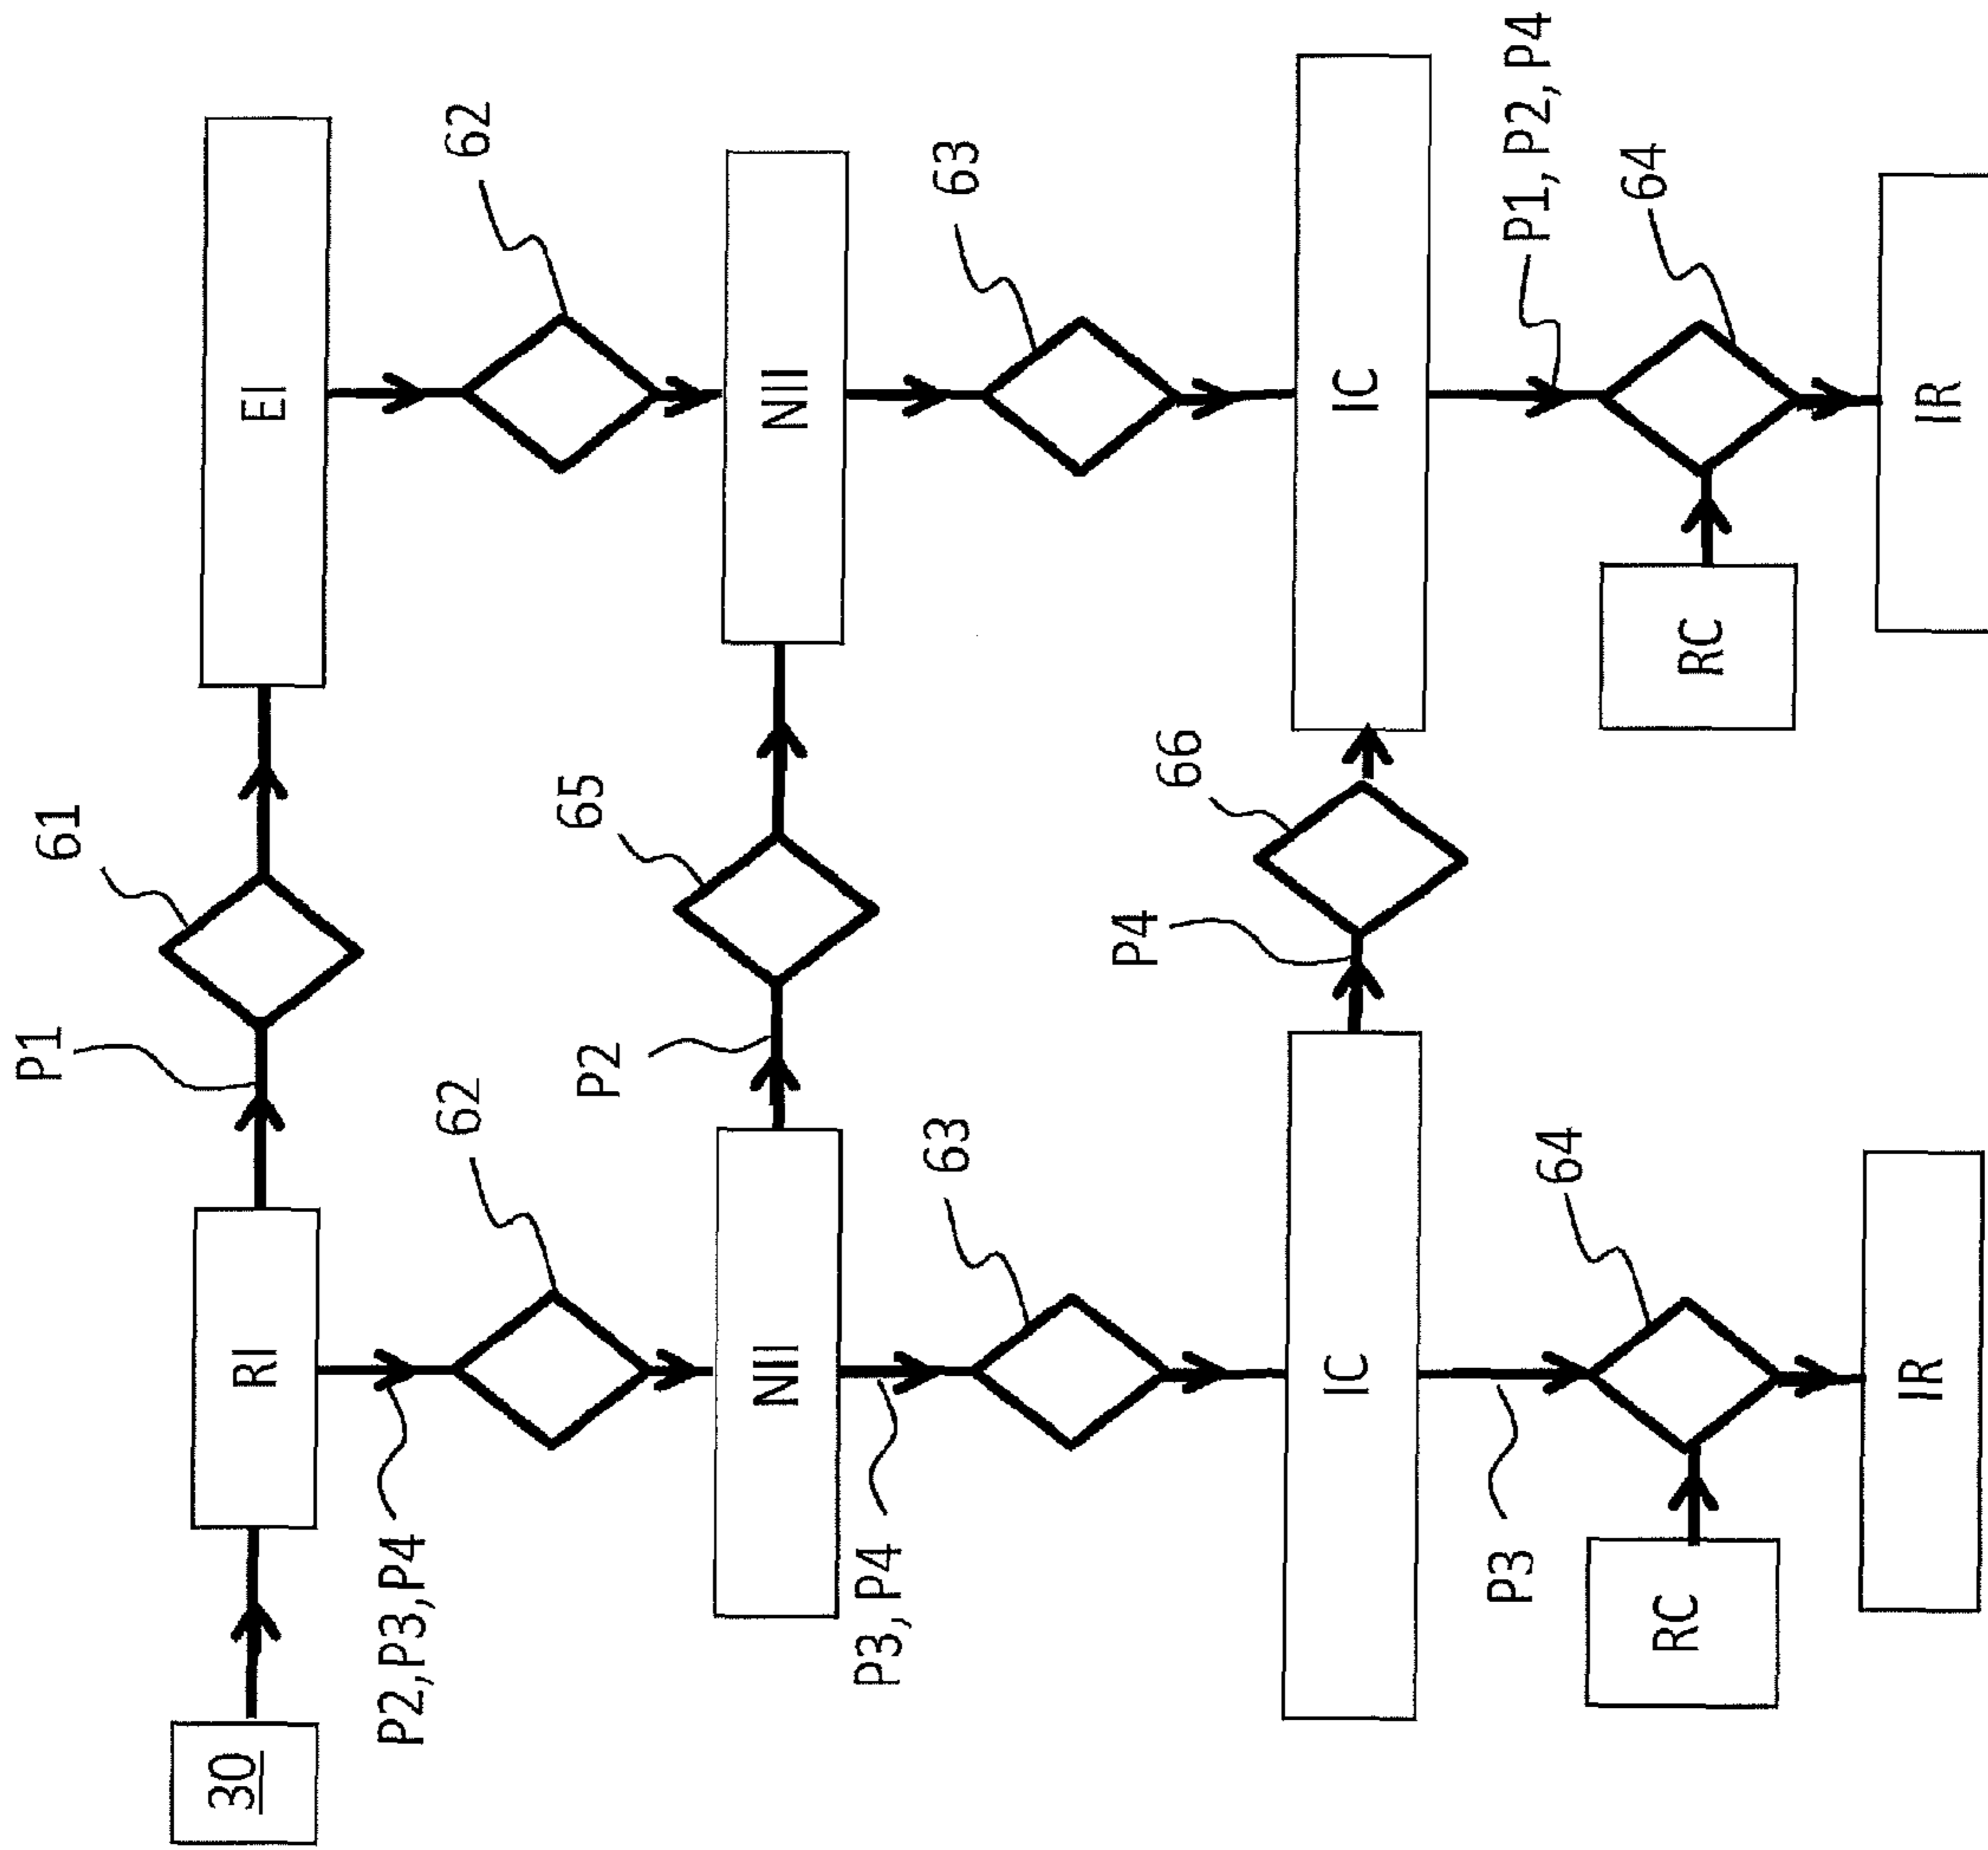 P1
61
30
RI
EI
P2,P3,P4
62
62
P2
65
NII
NII
P3, P4
63
63
P4
66
IC
IC
P3
64
P1, P2, P4
64
RC
RC
IR
IR